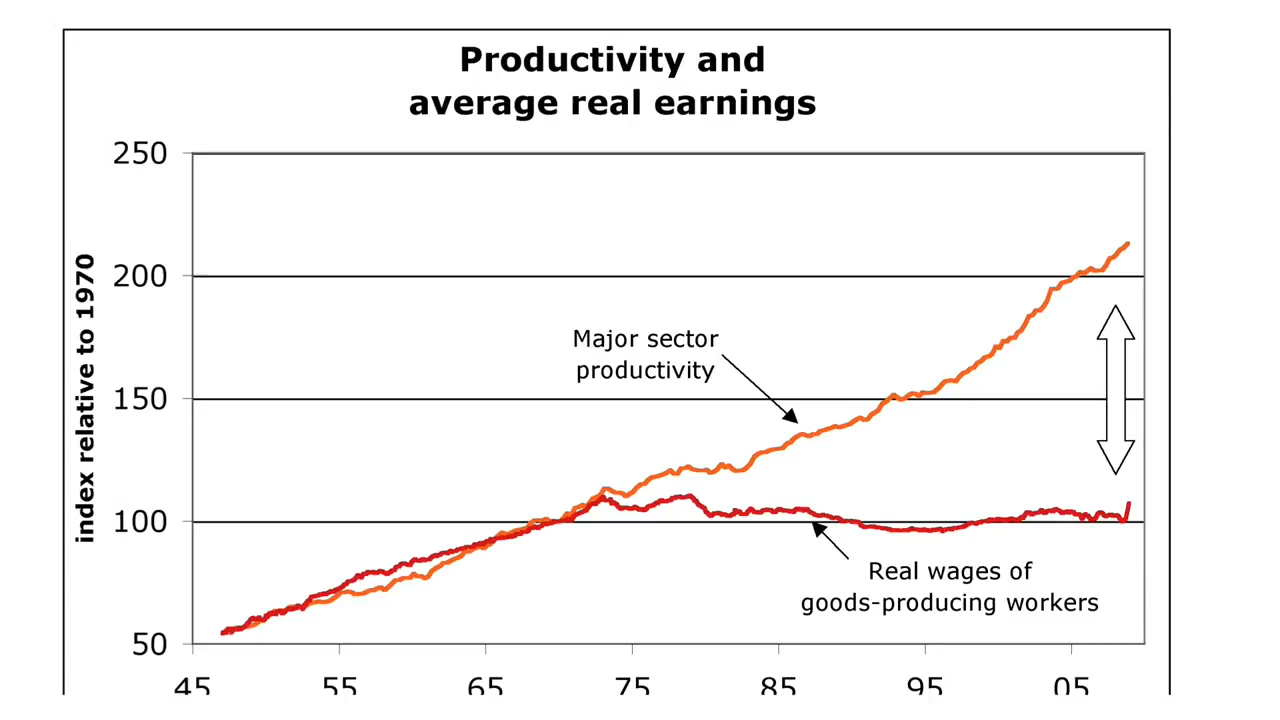 Productivity and
average real earnings
250
200
150
100
50
index relative to 1970
Major sector
productivity
Real wages of
goods-producing workers
45 55 65 75 85 95 05